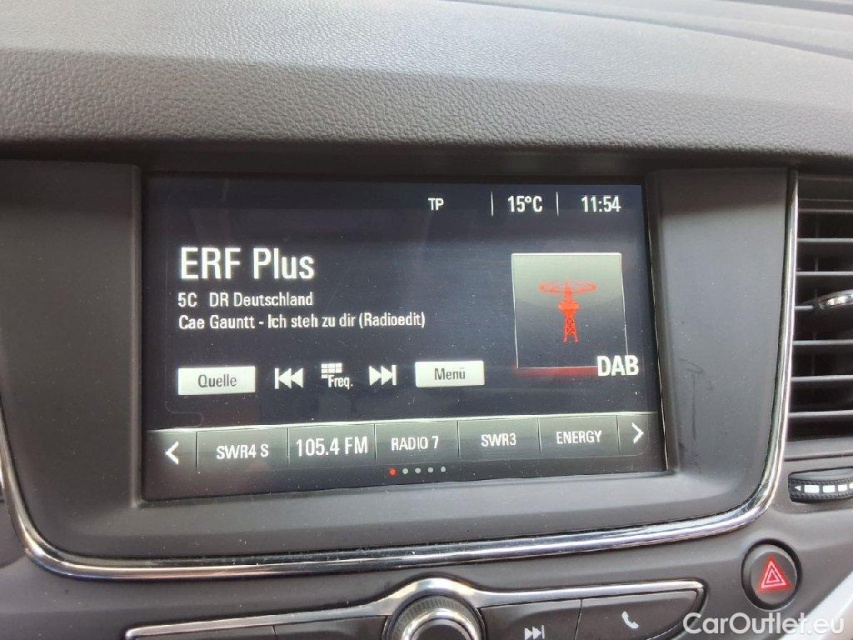 TP 15°C 11:54
ERF Plus
5C DR Deutschland
Cae Gauntt - Ich steh zu dir (Radioedit)
DAB
Quelle Freq. Menü
SWR4 S 105.4 FM RADIO 7 SWR3 ENERGY
CarOutlet.eu